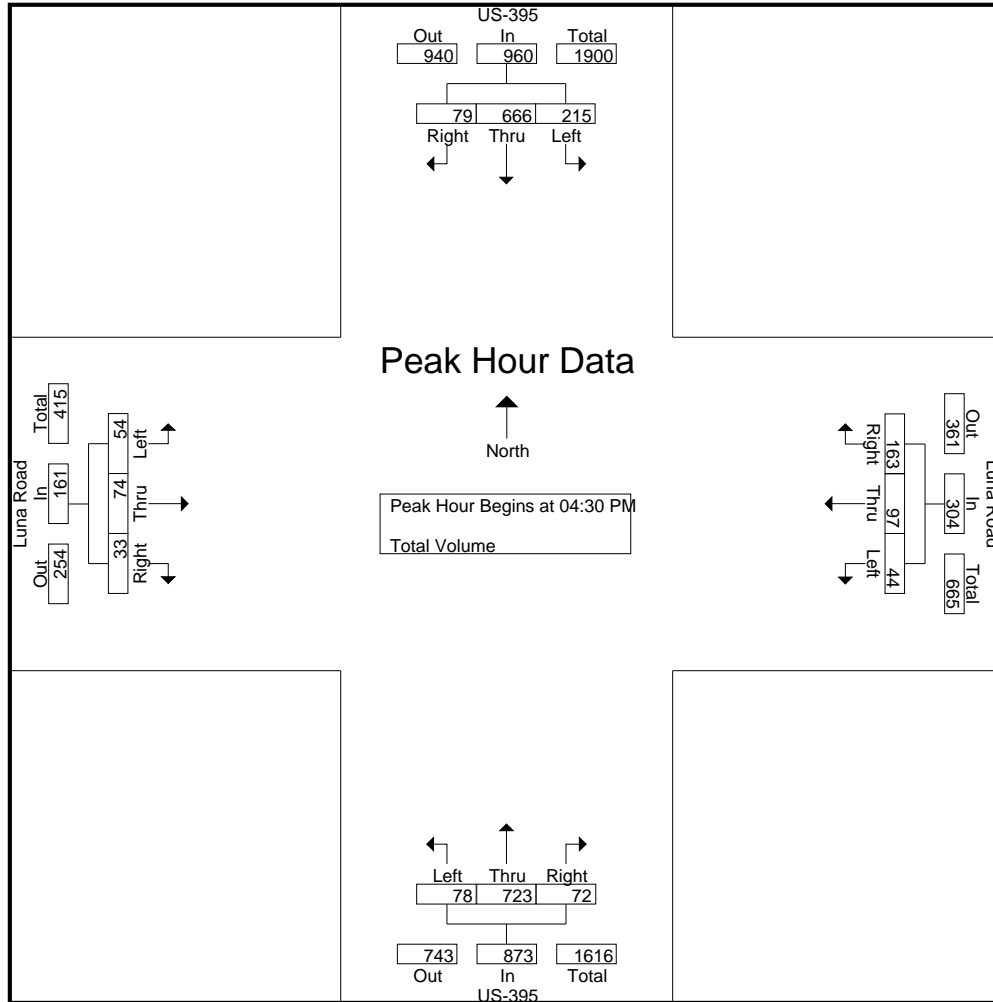 US-395
Out In Total
940 960 1900
79 666 215
Right Thru Left
Peak Hour Data
North
Peak Hour Begins at 04:30 PM
Total Volume
Luna Road
Total In Out
415 161 254
54 74 33
Left Thru Right
Right Thru Left
163 97 44
Out In Total
361 304 665
Luna Road
Left Thru Right
78 723 72
743 873 1616
Out In Total
US-395